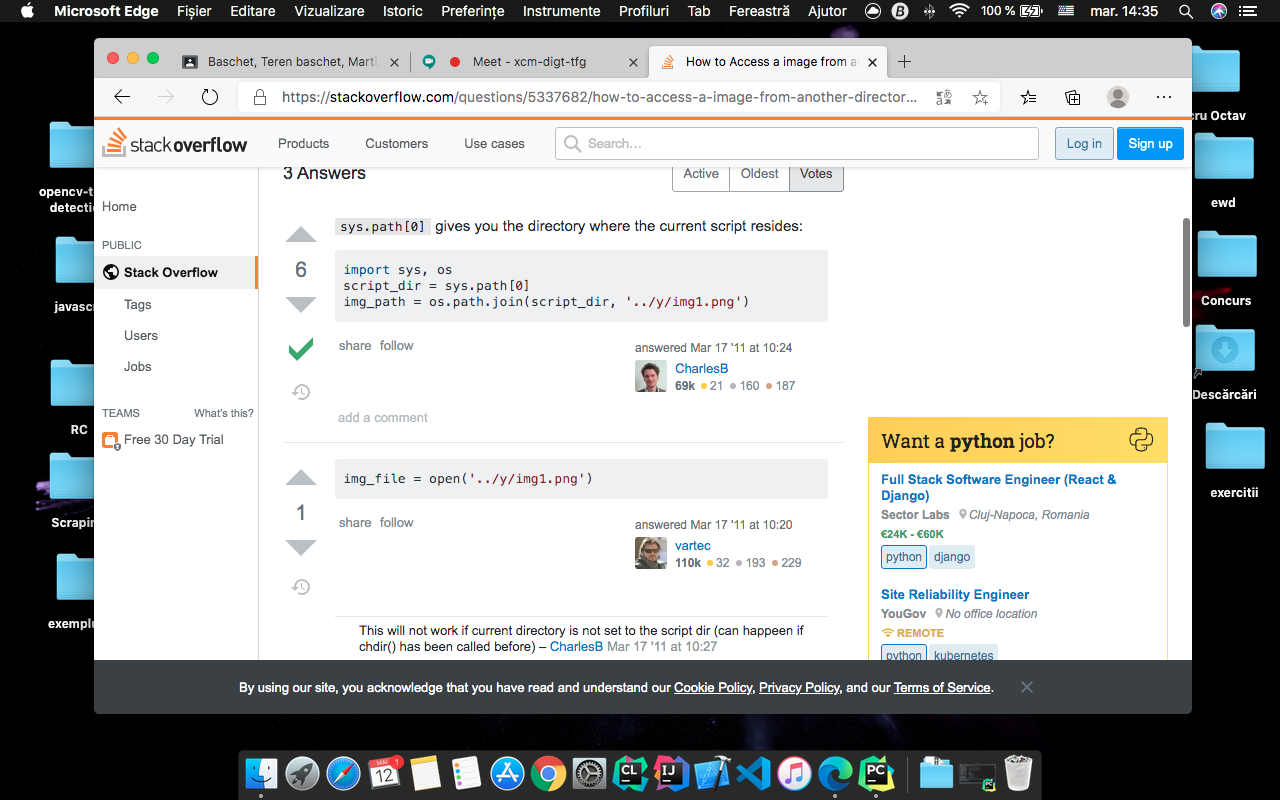 Microsoft Edge Fișier Editare Vizualizare Istoric Preferințe Instrumente Profiluri Tab Fereastră Ajutor 100 % mar. 14:35
Baschet, Teren baschet, Marti,
Meet - xcm-digt-tfg
How to Access a image from a
https://stackoverflow.com/questions/5337682/how-to-access-a-image-from-another-director...
stackoverflow Products Customers Use cases Search... Log in Sign up
Home
PUBLIC
Stack Overflow
Tags
Users
Jobs
TEAMS What's this?
Free 30 Day Trial
3 Answers Active Oldest Votes
sys.path[0] gives you the directory where the current script resides:
6
import sys, os
script_dir = sys.path[0]
img_path = os.path.join(script_dir, '../y/img1.png')
share follow
answered Mar 17 '11 at 10:24
CharlesB
69k 21 160 187
add a comment
img_file = open('../y/img1.png')
1
share follow
answered Mar 17 '11 at 10:20
vartec
110k 32 193 229
This will not work if current directory is not set to the script dir (can happeen if
chdir() has been called before) – CharlesB Mar 17 '11 at 10:27
Want a python job?
Full Stack Software Engineer (React &
Django)
Sector Labs Cluj-Napoca, Romania
€24K - €60K
python django
Site Reliability Engineer
YouGov No office location
REMOTE
python kubernetes
By using our site, you acknowledge that you have read and understand our Cookie Policy, Privacy Policy, and our Terms of Service.
opencv-t
detecti
javasc
RC
Scrapin
exemplu
cru Octav
ewd
Concurs
Descărcări
exercitii
MAI 1
12
CL
IJ
PC